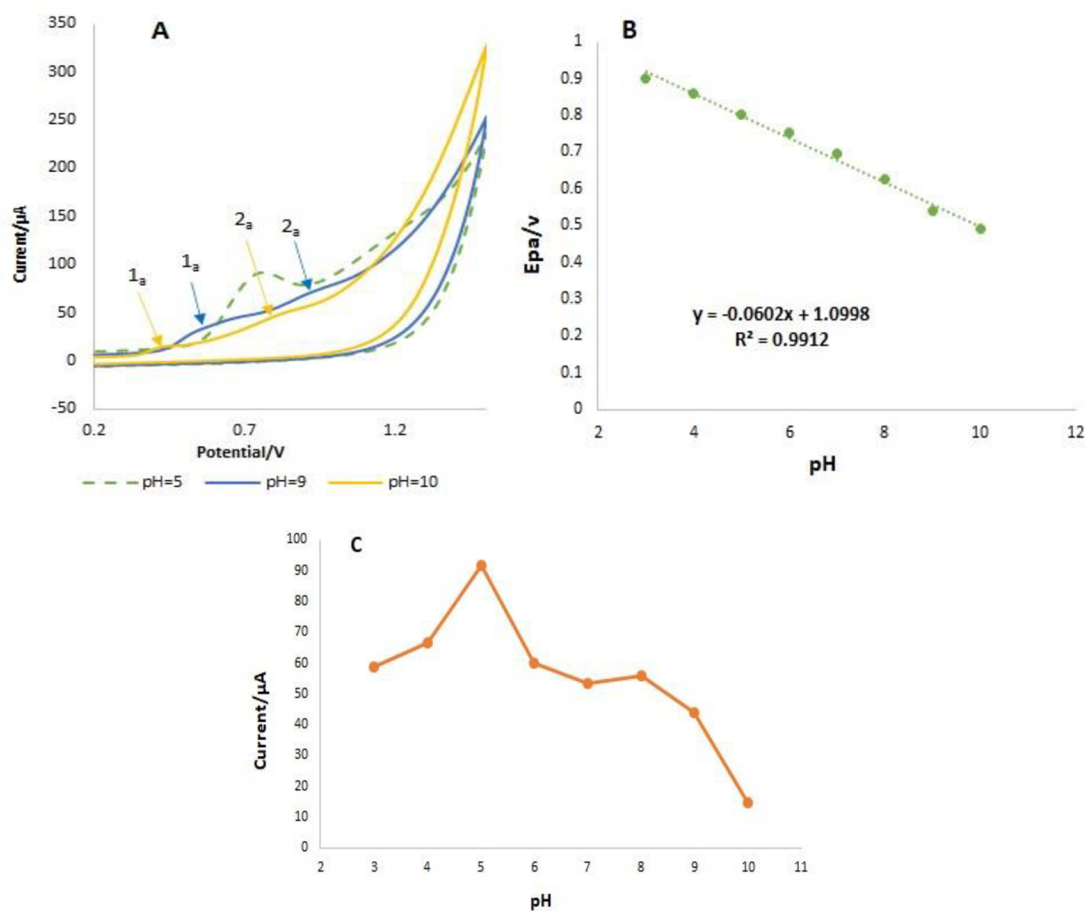 A
350
300
250
200
150
100
50
0
-50
Current/µA
1a
1a
2a
2a
0.2
0.7
1.2
Potential/V
pH=5
pH=9
pH=10
B
1
0.9
0.8
0.7
0.6
0.5
0.4
0.3
0.2
0.1
0
Epa/v
y = -0.0602x + 1.0998
R² = 0.9912
2
4
6
8
10
12
pH
C
100
90
80
70
60
50
40
30
20
10
0
Current/µA
2
3
4
5
6
7
8
9
10
11
pH